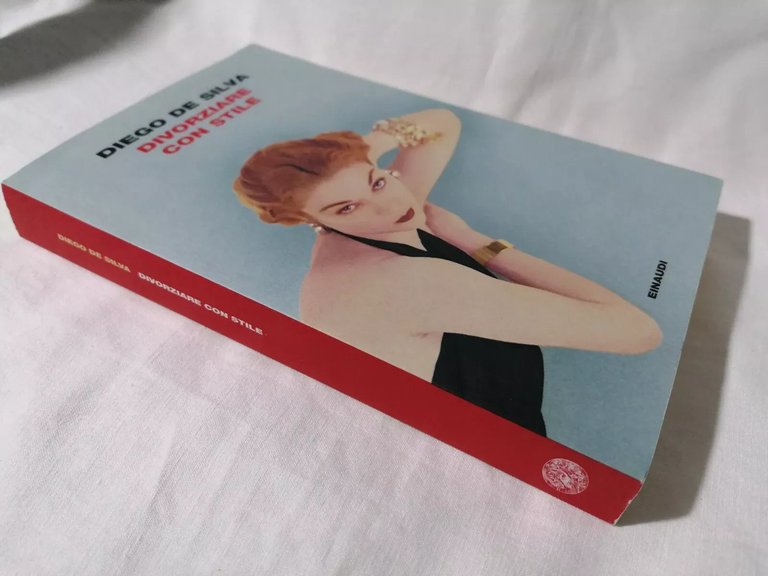 DIEGO DE SILVA
DIVORZIARE
CON STILE
EINAUDI
DIEGO DE SILVA DIVORZIARE CON STILE